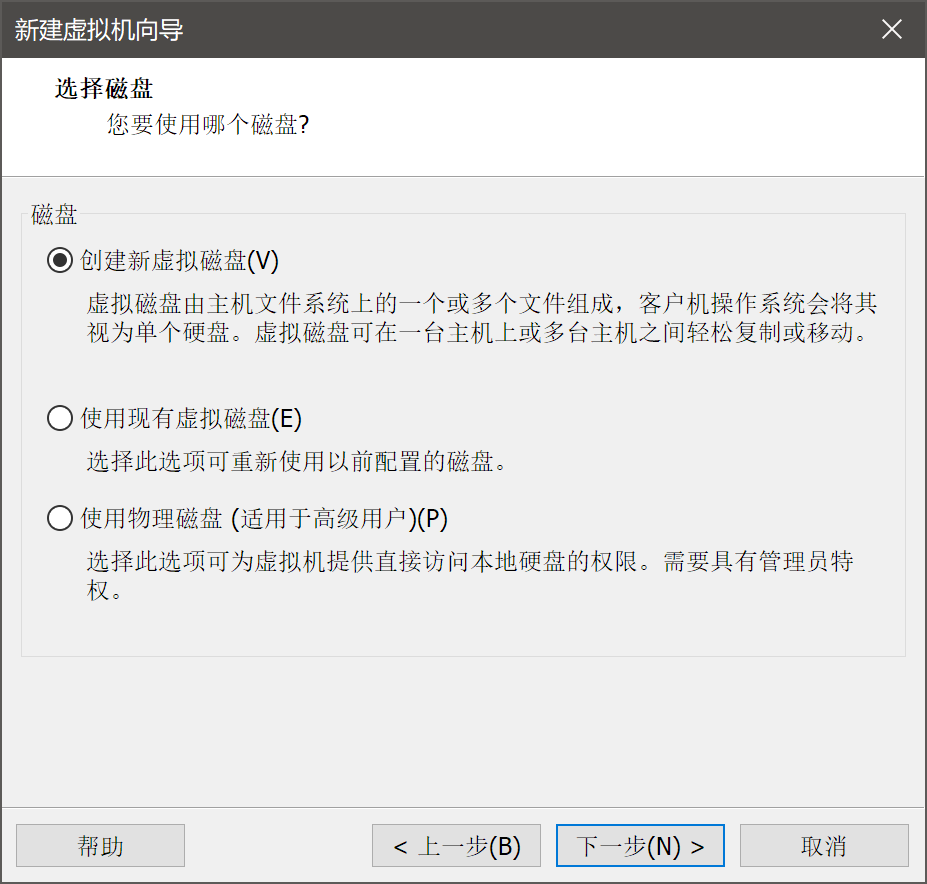 新建虚拟机向导
选择磁盘
您要使用哪个磁盘?
磁盘
创建新虚拟磁盘(V)
虚拟磁盘由主机文件系统上的一个或多个文件组成，客户机操作系统会将其
视为单个硬盘。虚拟磁盘可在一台主机上或多台主机之间轻松复制或移动。
使用现有虚拟磁盘(E)
选择此选项可重新使用以前配置的磁盘。
使用物理磁盘 (适用于高级用户)(P)
选择此选项可为虚拟机提供直接访问本地硬盘的权限。需要具有管理员特
权。
帮助
< 上一步(B)
下一步(N) >
取消